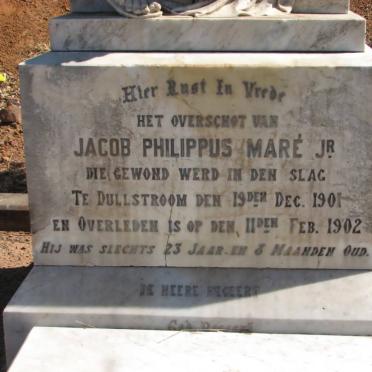 Hier Rust In Vrede
HET OVERSCHOT VAN
JACOB PHILIPPUS MARÉ JR
DIE GEWOND WERD IN DEN SLAG
TE DULLSTROOM DEN 19DEN DEC. 1901
EN OVERLEDEN IS OP DEN, 11DEN FEB. 1902
HIJ WAS SLECHTS 23 JAAR EN 8 MAANDEN OUD.
DE HEERE REGEERT